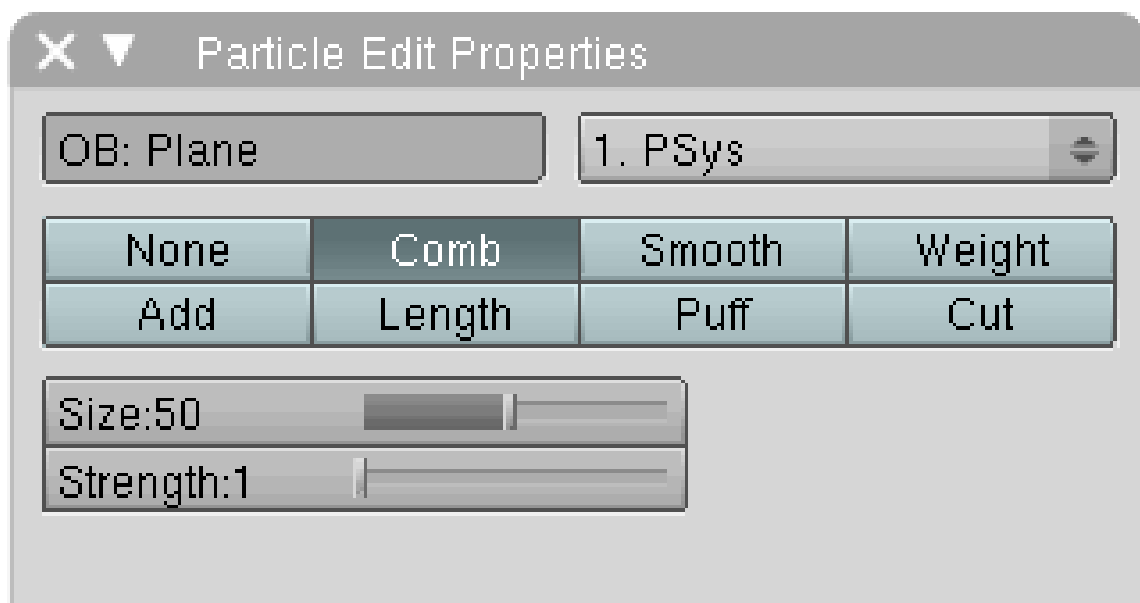 Particle Edit Properties
OB: Plane 1. PSys
None Comb Smooth Weight
Add Length Puff Cut
Size:50
Strength:1